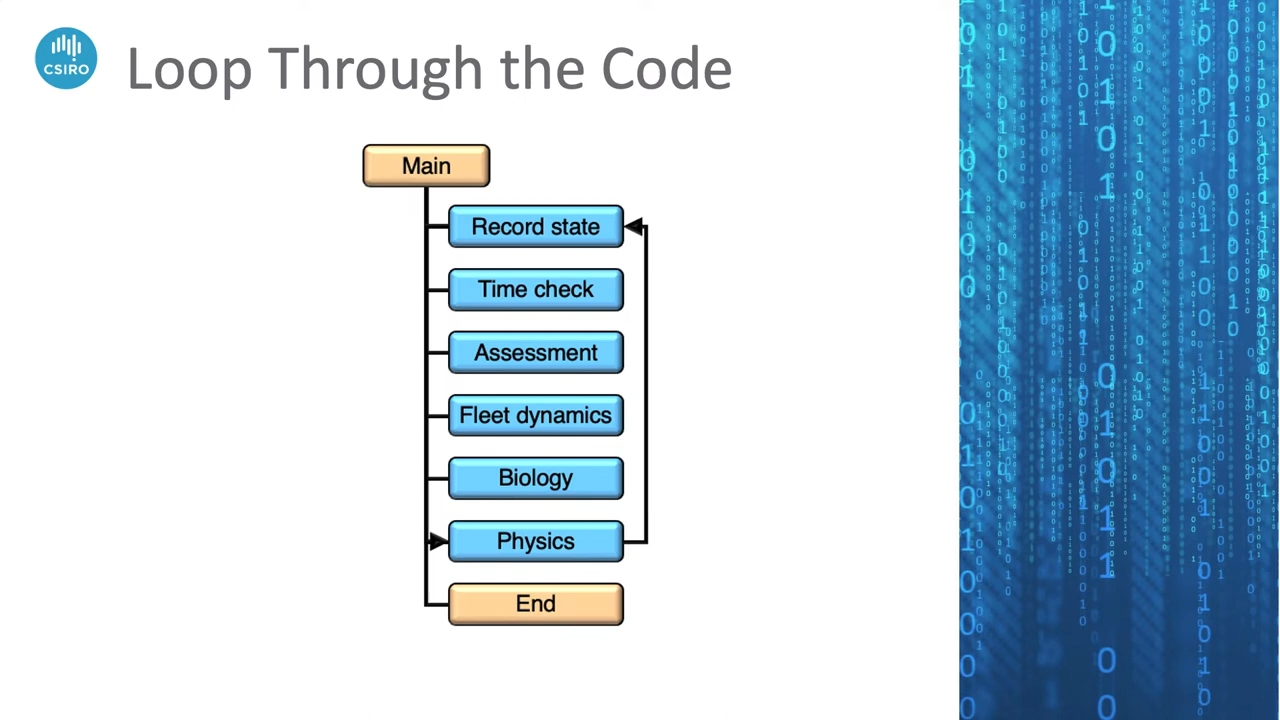 CSIRO
Loop Through the Code
Main
Record state
Time check
Assessment
Fleet dynamics
Biology
Physics
End